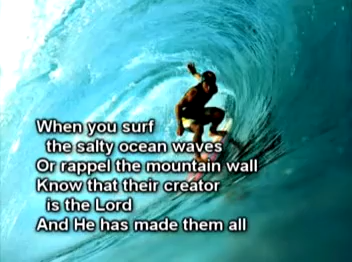 When you surf
the salty ocean waves
Or rappel the mountain wall
Know that their creator
is the Lord
And He has made them all